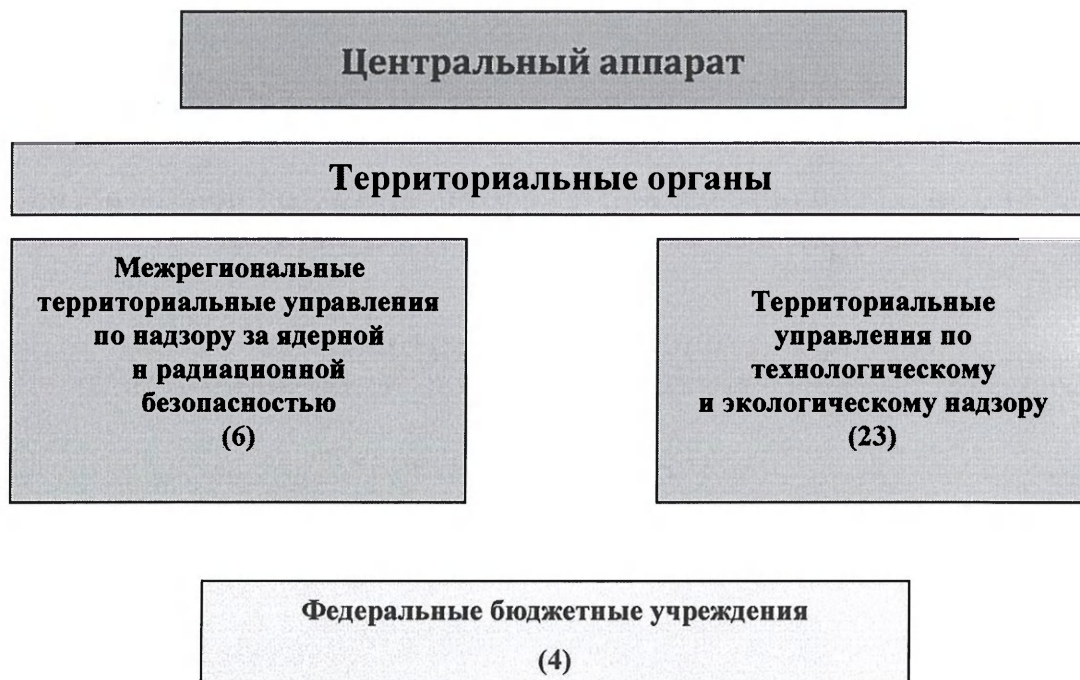 Центральный аппарат
Территориальные органы
Межрегиональные
территориальные управления
по надзору за ядерной
и радиационной
безопасностью
(6)
Территориальные
управления по
технологическому
и экологическому надзору
(23)
Федеральные бюджетные учреждения
(4)